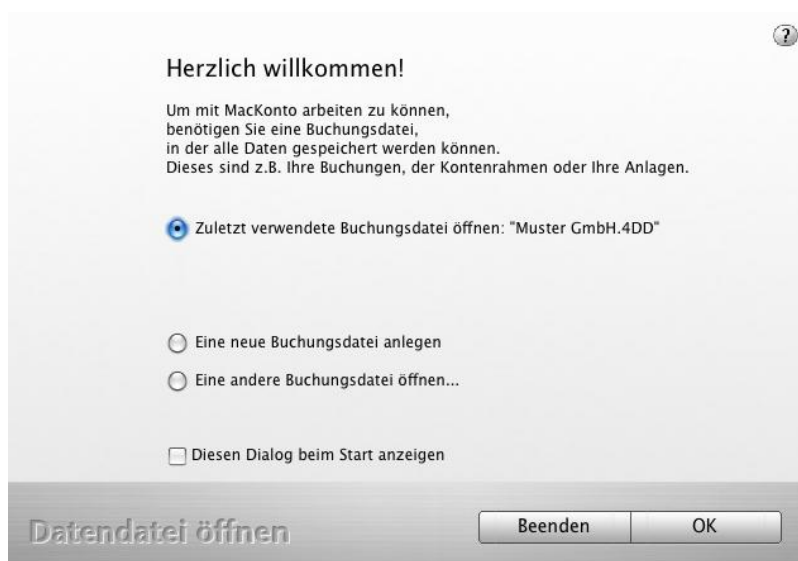 ?
Herzlich willkommen!
Um mit MacKonto arbeiten zu können,
benötigen Sie eine Buchungsdatei,
in der alle Daten gespeichert werden können.
Dieses sind z.B. Ihre Buchungen, der Kontenrahmen oder Ihre Anlagen.
Zuletzt verwendete Buchungsdatei öffnen: "Muster GmbH.4DD"
Eine neue Buchungsdatei anlegen
Eine andere Buchungsdatei öffnen...
Diesen Dialog beim Start anzeigen
Datendatei öffnen
Beenden
OK